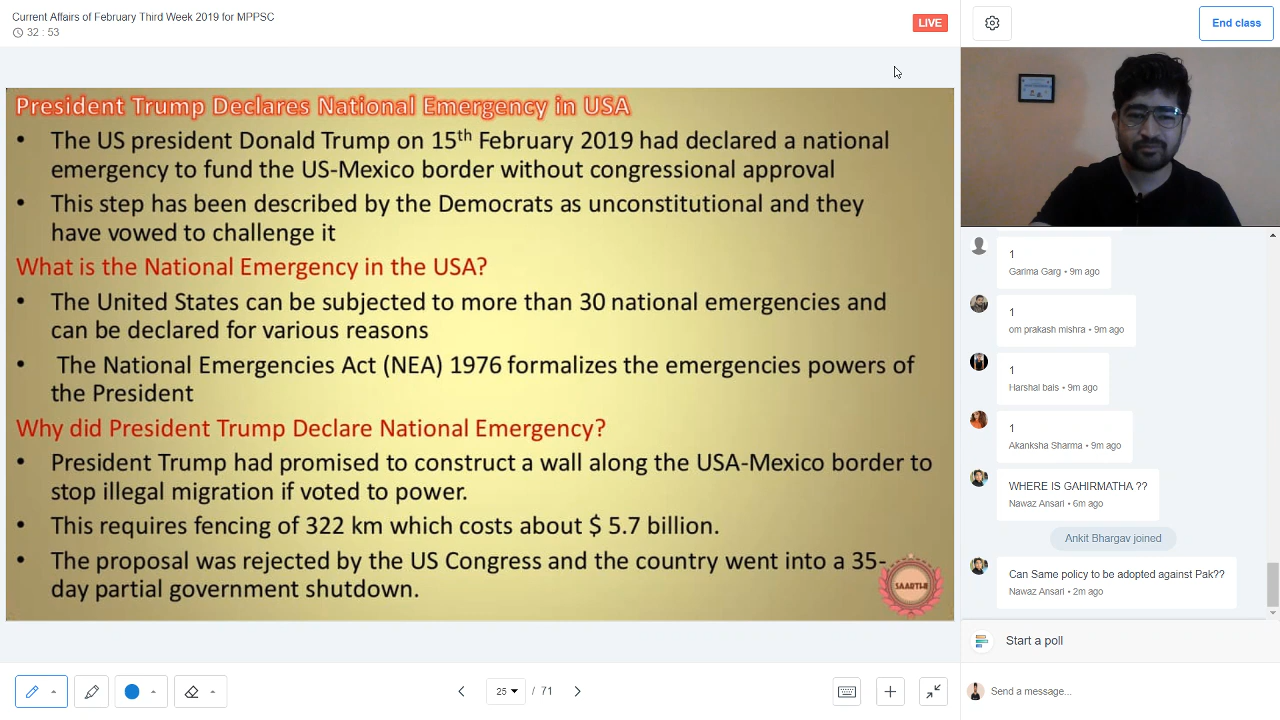 Current Affairs of February Third Week 2019 for MPPSC
32 : 53
LIVE
End class
President Trump Declares National Emergency in USA
• The US president Donald Trump on 15th February 2019 had declared a national
emergency to fund the US-Mexico border without congressional approval
• This step has been described by the Democrats as unconstitutional and they
have vowed to challenge it
What is the National Emergency in the USA?
• The United States can be subjected to more than 30 national emergencies and
can be declared for various reasons
• The National Emergencies Act (NEA) 1976 formalizes the emergencies powers of
the President
Why did President Trump Declare National Emergency?
• President Trump had promised to construct a wall along the USA-Mexico border to
stop illegal migration if voted to power.
• This requires fencing of 322 km which costs about $ 5.7 billion.
• The proposal was rejected by the US Congress and the country went into a 35-
day partial government shutdown.
SAARTHI
1
Garima Garg • 9m ago
1
om prakash mishra • 9m ago
1
Harshal bais • 9m ago
1
Akanksha Sharma • 9m ago
WHERE IS GAHIRMATHA ??
Nawaz Ansari • 6m ago
Ankit Bhargav joined
Can Same policy to be adopted against Pak??
Nawaz Ansari • 2m ago
Start a poll
Send a message...
25 / 71